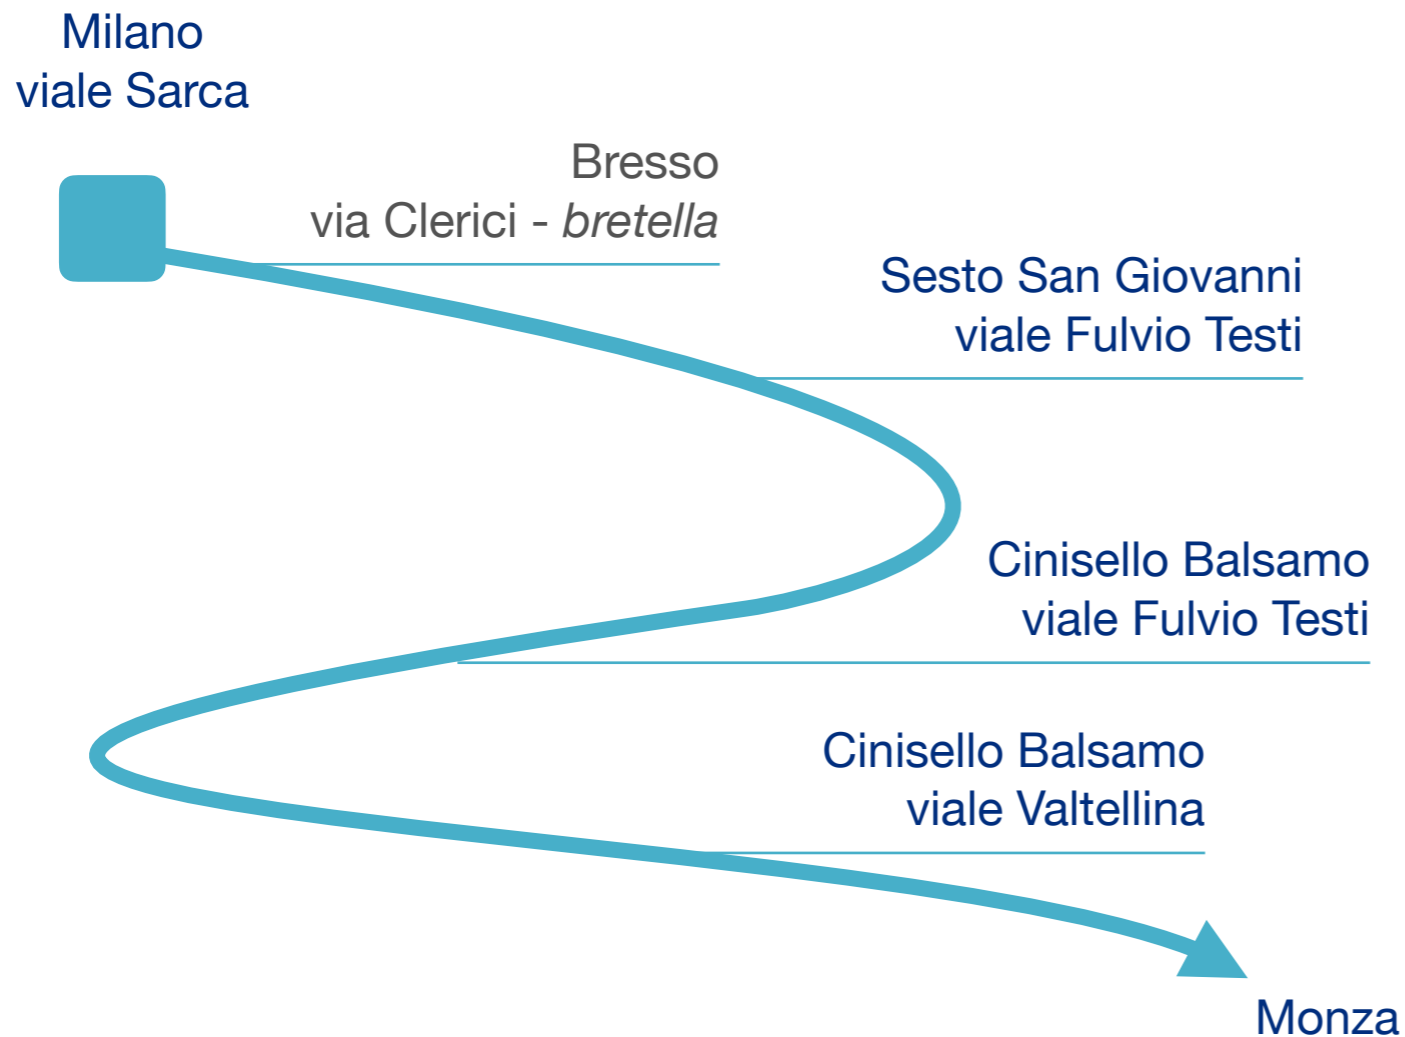 Milano
viale Sarca
Bresso
via Clerici - bretella
Sesto San Giovanni
viale Fulvio Testi
Cinisello Balsamo
viale Fulvio Testi
Cinisello Balsamo
viale Valtellina
Monza